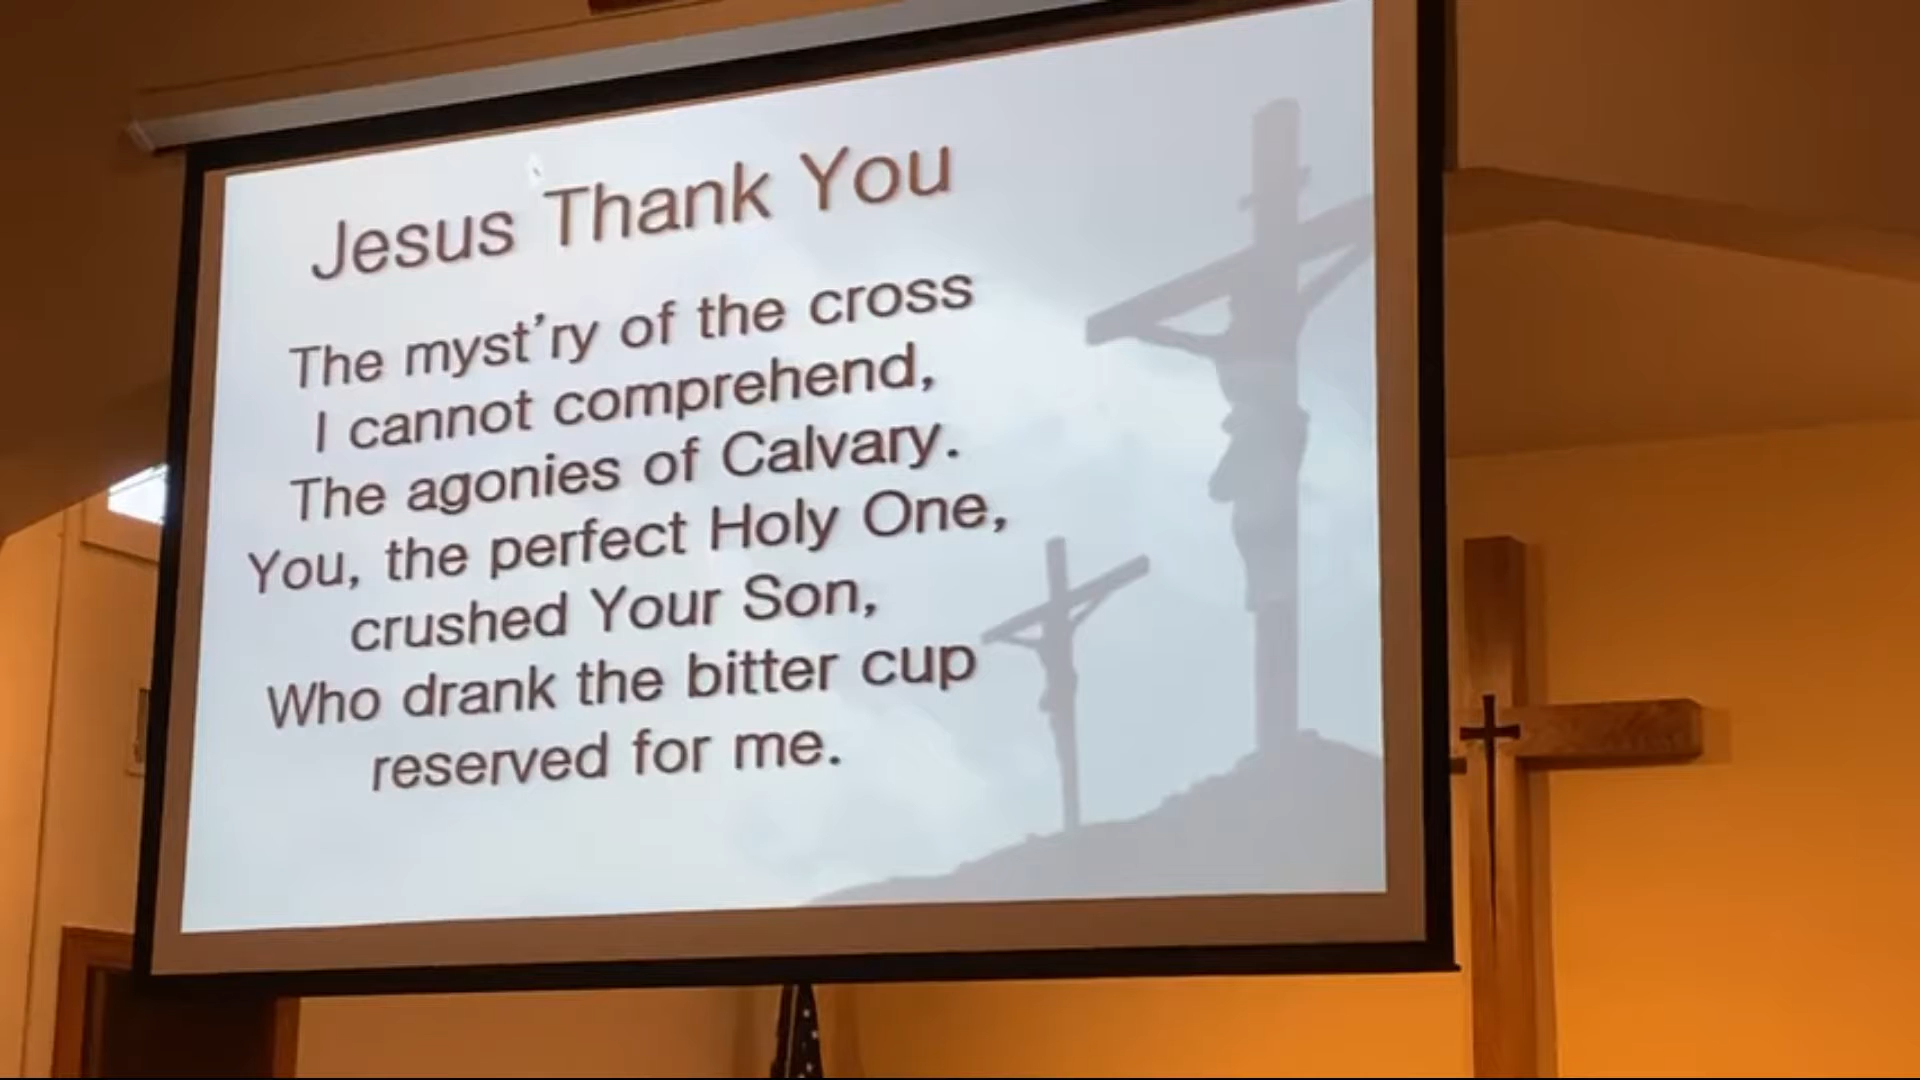 Jesus Thank You
The myst'ry of the cross
I cannot comprehend,
The agonies of Calvary.
You, the perfect Holy One,
crushed Your Son,
Who drank the bitter cup
reserved for me.